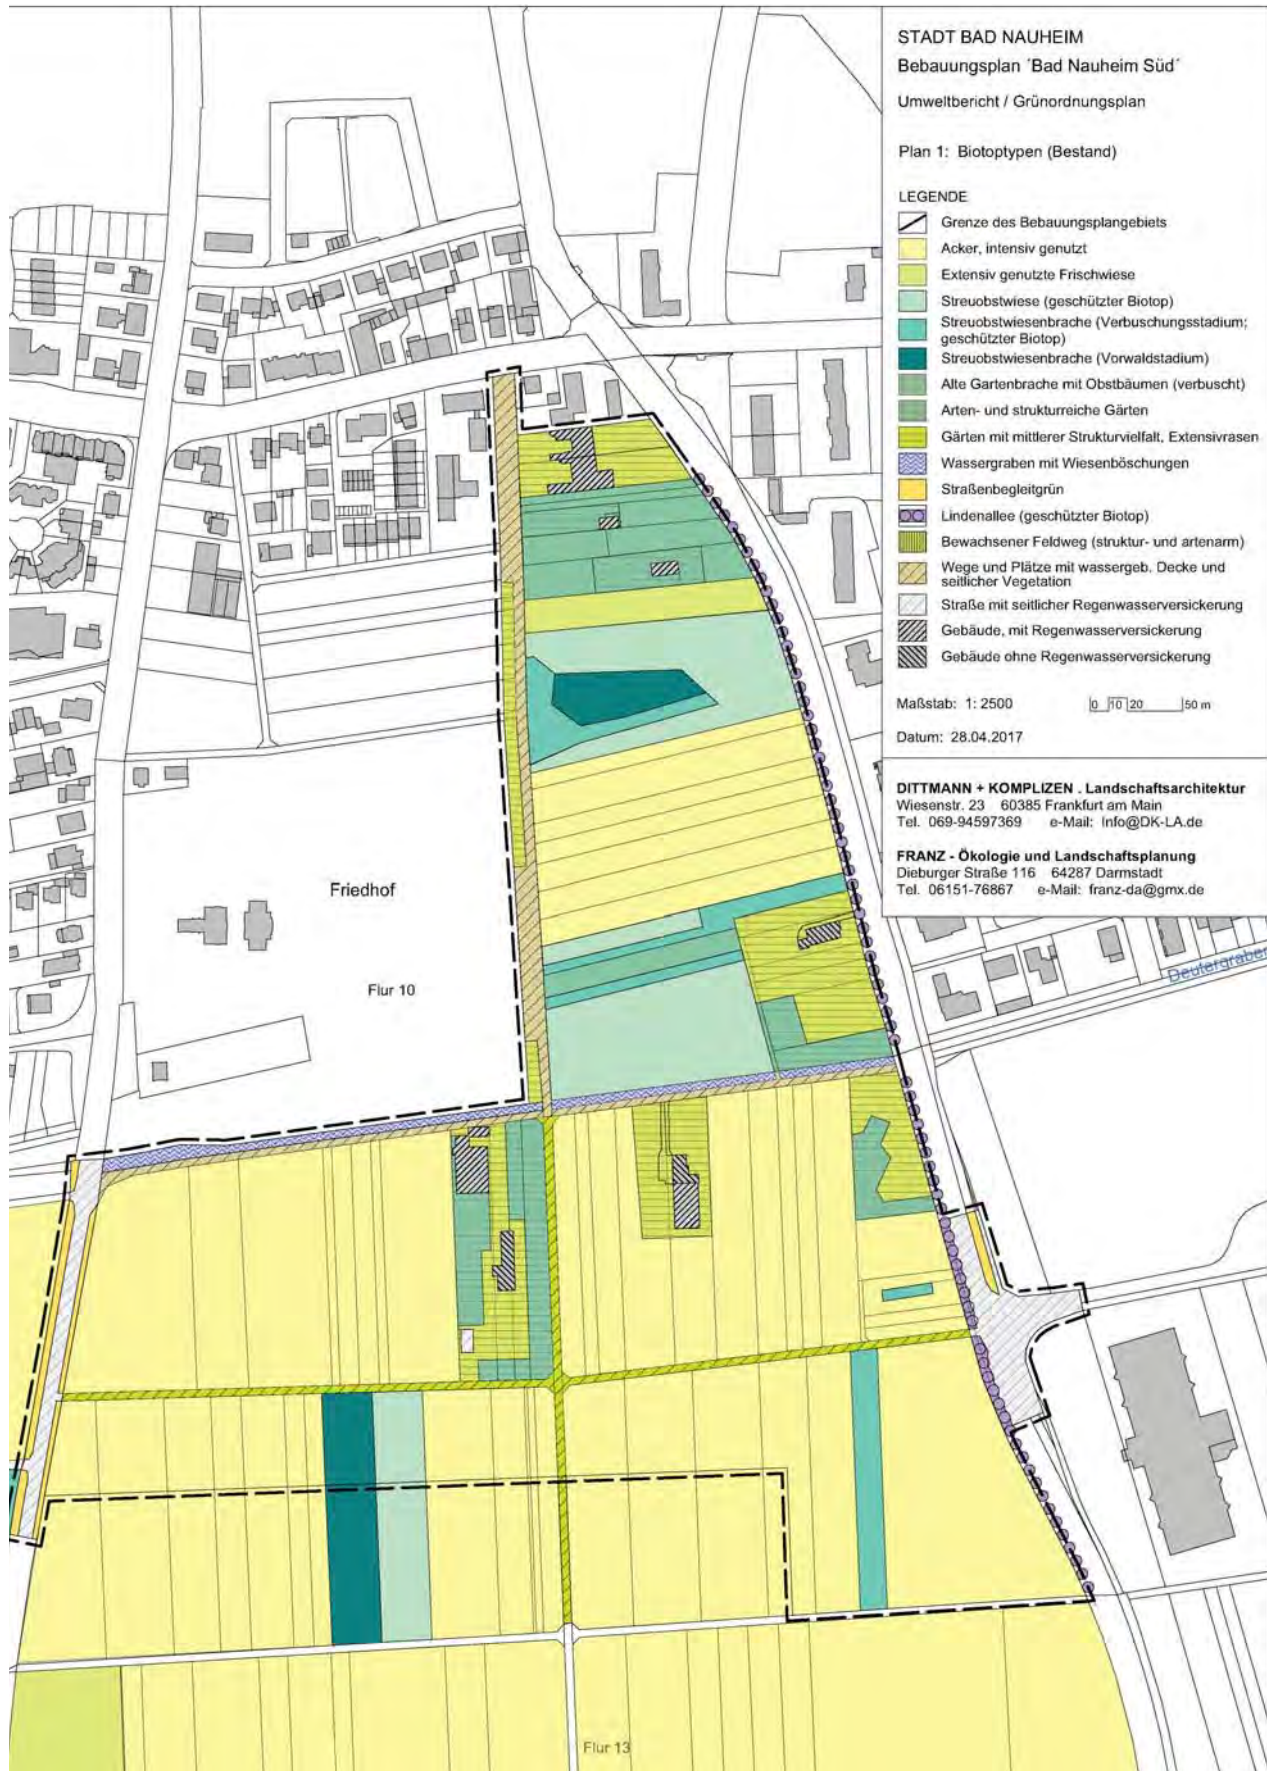 STADT BAD NAUHEIM
Bebauungsplan ´Bad Nauheim Süd´
Umweltbericht / Grünordnungsplan
Plan 1: Biotoptypen (Bestand)
LEGENDE
Grenze des Bebauungsplangebiets
Acker, intensiv genutzt
Extensiv genutzte Frischwiese
Streuobstwiese (geschützter Biotop)
Streuobstwiesenbrache (Verbuschungsstadium;
geschützter Biotop)
Streuobstwiesenbrache (Vorwaldstadium)
Alte Gartenbrache mit Obstbäumen (verbuscht)
Arten- und strukturreiche Gärten
Gärten mit mittlerer Strukturvielfalt, Extensivrasen
Wassergraben mit Wiesenböschungen
Straßenbegleitgrün
Lindenallee (geschützter Biotop)
Bewachsener Feldweg (struktur- und artenarm)
Wege und Plätze mit wassergeb. Decke und
seitlicher Vegetation
Straße mit seitlicher Regenwasserversickerung
Gebäude, mit Regenwasserversickerung
Gebäude ohne Regenwasserversickerung
Maßstab: 1: 2500 0 10 20 50 m
Datum: 28.04.2017
DITTMANN + KOMPLIZEN . Landschaftsarchitektur
Wiesenstr. 23 60385 Frankfurt am Main
Tel. 069-94597369 e-Mail: Info@DK-LA.de
FRANZ - Ökologie und Landschaftsplanung
Dieburger Straße 116 64287 Darmstadt
Tel. 06151-76867 e-Mail: franz-da@gmx.de
Friedhof
Deutergraben
Flur 10
Flur 13